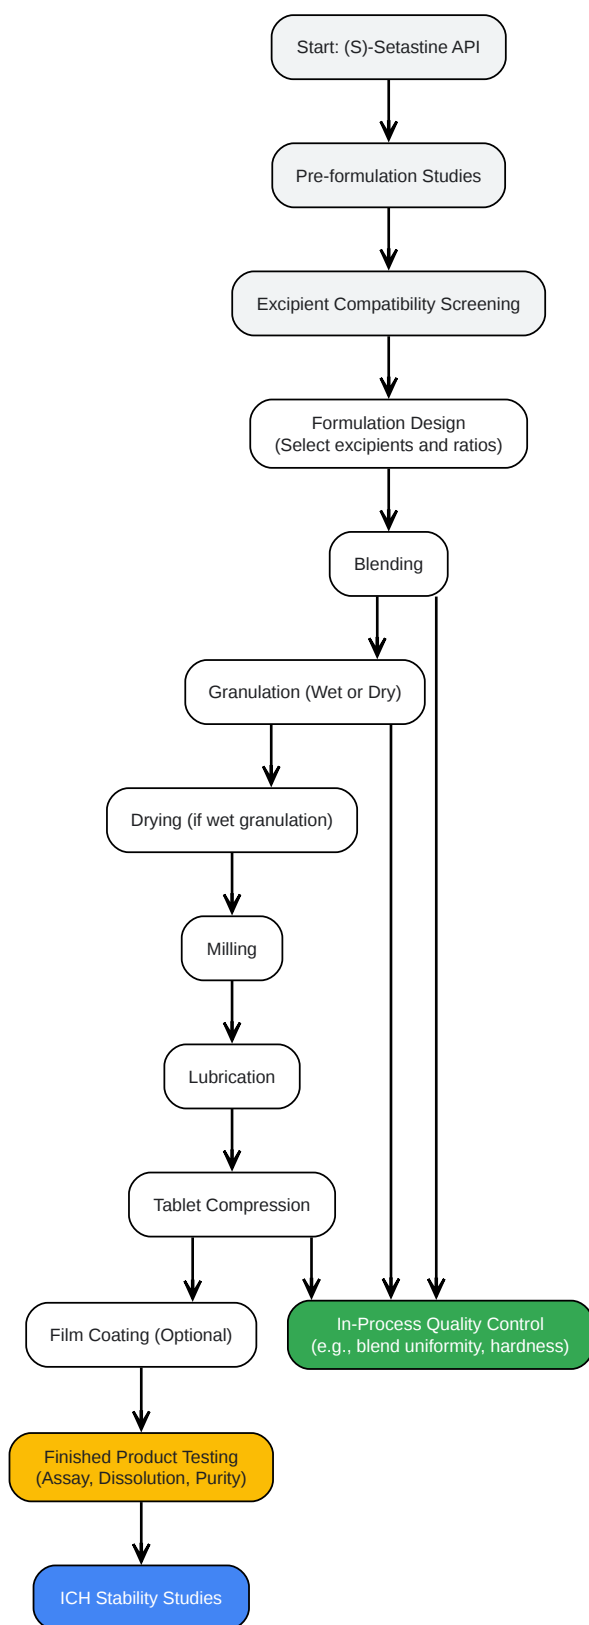 Start: (S)-Setastine API
Pre-formulation Studies
Excipient Compatibility Screening
Formulation Design
(Select excipients and ratios)
Blending
Granulation (Wet or Dry)
Drying (if wet granulation)
Milling
Lubrication
Tablet Compression
Film Coating (Optional)
In-Process Quality Control
(e.g., blend uniformity, hardness)
Finished Product Testing
(Assay, Dissolution, Purity)
ICH Stability Studies